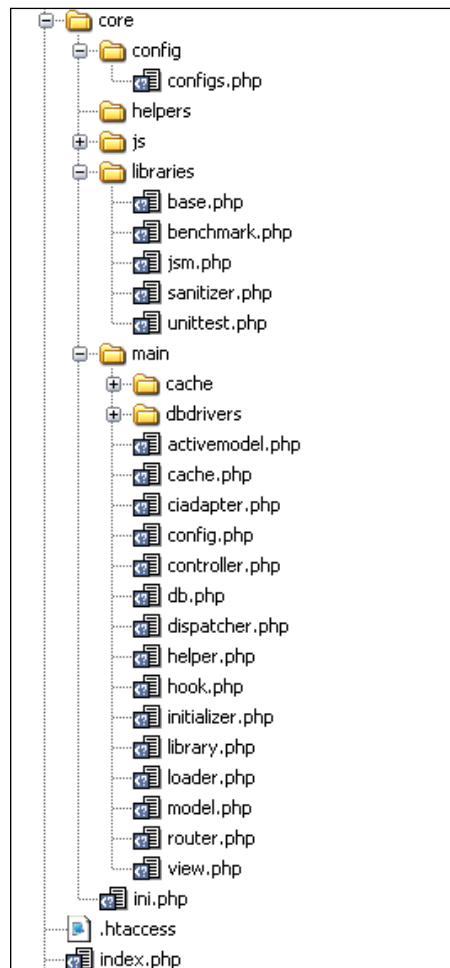 core
config
configs.php
helpers
js
libraries
base.php
benchmark.php
jsm.php
sanitizer.php
unittest.php
main
cache
dbdrivers
activemodel.php
cache.php
ciadapter.php
config.php
controller.php
db.php
dispatcher.php
helper.php
hook.php
initializer.php
library.php
loader.php
model.php
router.php
view.php
ini.php
.htaccess
index.php